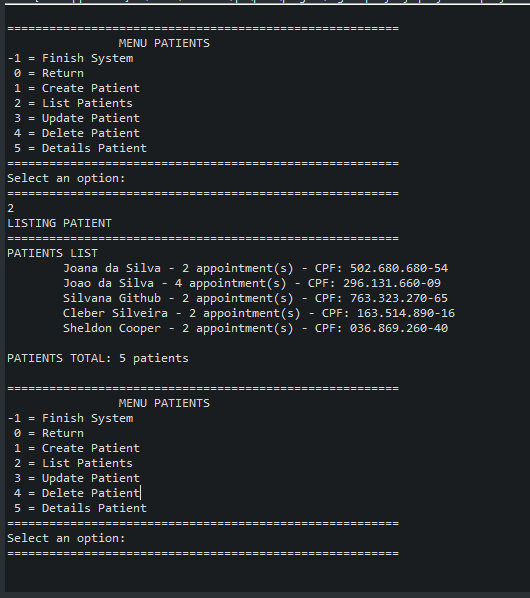 ========================================================
MENU PATIENTS
-1 = Finish System
0 = Return
1 = Create Patient
2 = List Patients
3 = Update Patient
4 = Delete Patient
5 = Details Patient
========================================================
Select an option:
========================================================
2
LISTING PATIENT
========================================================
PATIENTS LIST
Joana da Silva - 2 appointment(s) - CPF: 502.680.680-54
Joao da Silva - 4 appointment(s) - CPF: 296.131.660-09
Silvana Github - 2 appointment(s) - CPF: 763.323.270-65
Cleber Silveira - 2 appointment(s) - CPF: 163.514.890-16
Sheldon Cooper - 2 appointment(s) - CPF: 036.869.260-40
PATIENTS TOTAL: 5 patients
========================================================
MENU PATIENTS
-1 = Finish System
0 = Return
1 = Create Patient
2 = List Patients
3 = Update Patient
4 = Delete Patient
5 = Details Patient
========================================================
Select an option:
========================================================